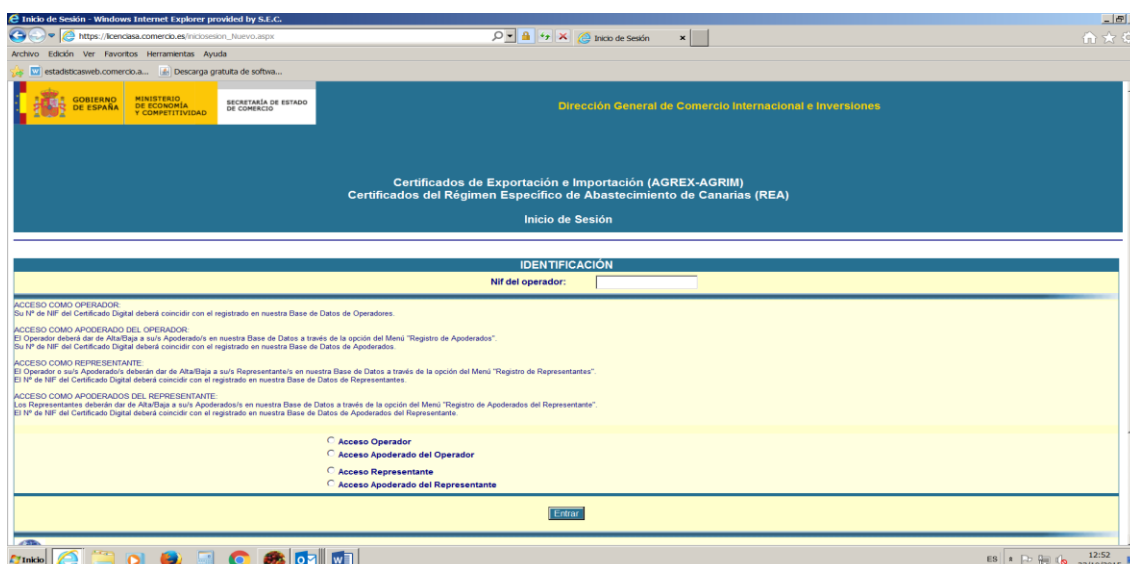 Inicio de Sesión - Windows Internet Explorer provided by S.E.C.
https://licenciasa.comercio.es/iniciosesion_Nuevo.aspx
Inicio de Sesión
Archivo Edición Ver Favoritos Herramientas Ayuda
estadisticasweb.comercio.a... Descarga gratuita de softwa...
GOBIERNO DE ESPAÑA
MINISTERIO DE ECONOMÍA Y COMPETITIVIDAD
SECRETARÍA DE ESTADO DE COMERCIO
Dirección General de Comercio Internacional e Inversiones
Certificados de Exportación e Importación (AGREX-AGRIM)
Certificados del Régimen Específico de Abastecimiento de Canarias (REA)
Inicio de Sesión
IDENTIFICACIÓN
Nif del operador:
ACCESO COMO OPERADOR:
Su Nº de NIF del Certificado Digital deberá coincidir con el registrado en nuestra Base de Datos de Operadores.
ACCESO COMO APODERADO DEL OPERADOR:
El Operador deberá dar de Alta/Baja a su/s Apoderado/s en nuestra Base de Datos a través de la opción del Menú "Registro de Apoderados".
Su Nº de NIF del Certificado Digital deberá coincidir con el registrado en nuestra Base de Datos de Apoderados.
ACCESO COMO REPRESENTANTE:
El Operador o su/s Apoderado/s deberán dar de Alta/Baja a su/s Representante/s en nuestra Base de Datos a través de la opción del Menú "Registro de Representantes".
El Nº de NIF del Certificado Digital deberá coincidir con el registrado en nuestra Base de Datos de Representantes.
ACCESO COMO APODERADOS DEL REPRESENTANTE:
Los Representantes deberán dar de Alta/Baja a su/s Apoderados/s en nuestra Base de Datos a través de la opción del Menú "Registro de Apoderados del Representante".
El Nº de NIF del Certificado Digital deberá coincidir con el registrado en nuestra Base de Datos de Apoderados del Representante.
Acceso Operador
Acceso Apoderado del Operador
Acceso Representante
Acceso Apoderado del Representante
Entrar
Inicio
ES
12:52